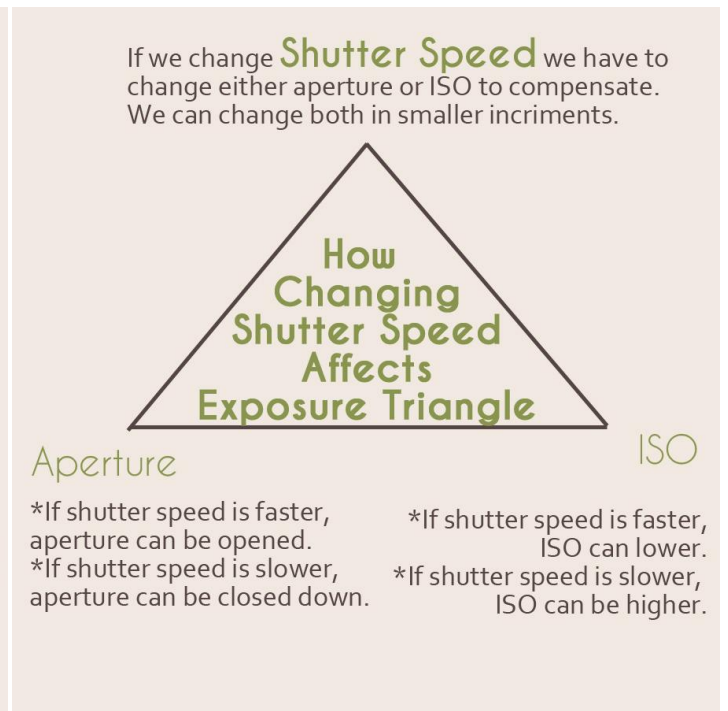 If we change Shutter Speed we have to
change either aperture or ISO to compensate.
We can change both in smaller incriments.
How
Changing
Shutter Speed
Affects
Exposure Triangle
Aperture
*If shutter speed is faster,
aperture can be opened.
*If shutter speed is slower,
aperture can be closed down.
ISO
*If shutter speed is faster,
ISO can lower.
*If shutter speed is slower,
ISO can be higher.